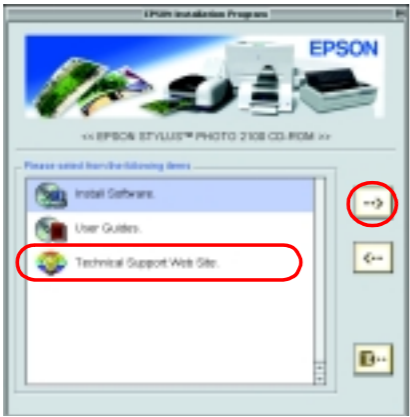 EPSON Installation Program
EPSON
<< EPSON STYLUS™ PHOTO 2100 CD-ROM >>
Please select from the following items
Install Software.
User Guides.
Technical Support Web Site.